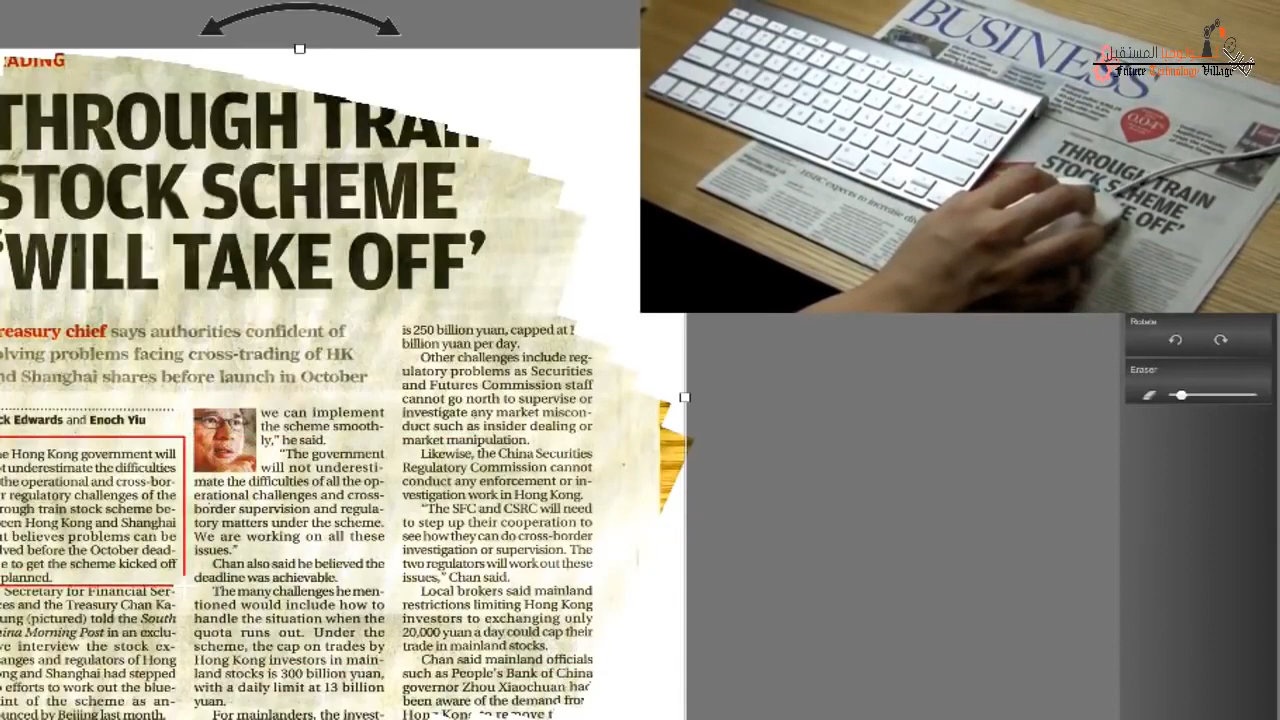 EADING
THROUGH TRAIN
STOCK SCHEME
‘WILL TAKE OFF’
reasury chief says authorities confident of
olving problems facing cross-trading of HK
nd Shanghai shares before launch in October
ck Edwards and Enoch Yiu
e Hong Kong government will
t underestimate the difficulties
the operational and cross-bor-
r regulatory challenges of the
rough train stock scheme be-
een Hong Kong and Shanghai
t believes problems can be
lved before the October dead-
e to get the scheme kicked off
planned.
Secretary for Financial Ser-
ces and the Treasury Chan Ka-
ung (pictured) told the South
ina Morning Post in an exclu-
ve interview the stock ex-
anges and regulators of Hong
ng and Shanghai had stepped
efforts to work out the blue-
int of the scheme as an-
unced by Beijing last month.
we can implement
the scheme smooth-
ly,” he said.
“The government
will not underesti-
mate the difficulties of all the op-
erational challenges and cross-
border supervision and regula-
tory matters under the scheme.
We are working on all these
issues.”
Chan also said he believed the
deadline was achievable.
The many challenges he men-
tioned would include how to
handle the situation when the
quota runs out. Under the
scheme, the cap on trades by
Hong Kong investors in main-
land stocks is 300 billion yuan,
with a daily limit at 13 billion
yuan.
For mainlanders, the invest-
is 250 billion yuan, capped at
billion yuan per day.
Other challenges include reg-
ulatory problems as Securities
and Futures Commission staff
cannot go north to supervise or
investigate any market miscon-
duct such as insider dealing or
market manipulation.
Likewise, the China Securities
Regulatory Commission cannot
conduct any enforcement or in-
vestigation work in Hong Kong.
“The SFC and CSRC will need
to step up their cooperation to
see how they can do cross-border
investigation or supervision. The
two regulators will work out these
issues,” Chan said.
Local brokers said mainland
restrictions limiting Hong Kong
investors to exchanging only
20,000 yuan a day could cap their
trade in mainland stocks.
Chan said mainland officials
such as People’s Bank of China
governor Zhou Xiaochuan had
been aware of the demand from
Hong Kong to remove
BUSINESS
0.04
HSBC expects to increase
THROUGH TRAIN
STOCK SCHEME
E OFF’
المستقبل
Future Technology Village
Rotate
Eraser